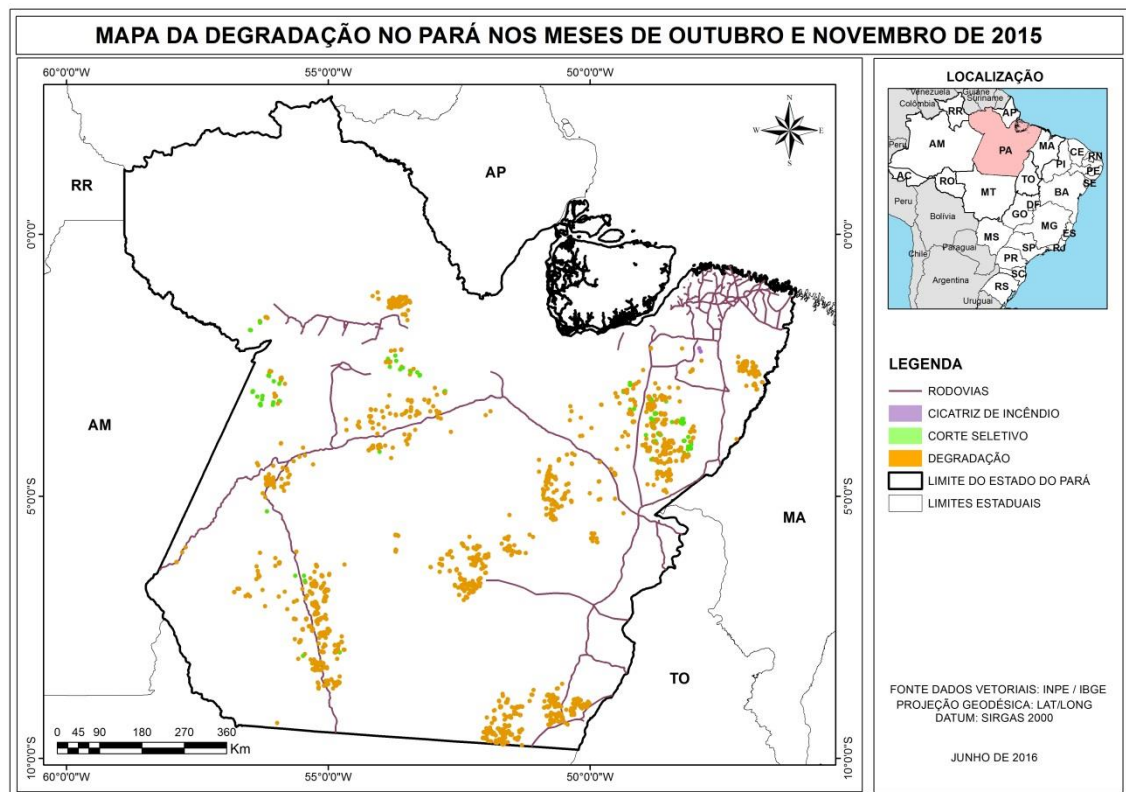 MAPA DA DEGRADAÇÃO NO PARÁ NOS MESES DE OUTUBRO E NOVEMBRO DE 2015
60°0'0"W
55°0'0"W
50°0'0"W
N
W
E
S
RR
AP
0°0'0"
0°0'0"
AM
5°0'0"S
5°0'0"S
MA
TO
0 45 90 180 270 360
Km
10°0'0"S
10°0'0"S
60°0'0"W
55°0'0"W
50°0'0"W
LOCALIZAÇÃO
Venezuela
Guiane
Suriname
Colômbia
RR
AP
AM
PA
MA
CE
RN
Peru
PI
PE
AC
RO
TO
SE
Peru
MT
BA
DF
Bolívia
GO
MG
ES
MS
SP
RJ
Paraguai
Chile
PR
SC
Argentina
RS
Uruguai
LEGENDA
RODOVIAS
CICATRIZ DE INCÊNDIO
CORTE SELETIVO
DEGRADAÇÃO
LIMITE DO ESTADO DO PARÁ
LIMITES ESTADUAIS
FONTE DADOS VETORIAIS: INPE / IBGE
PROJEÇÃO GEODÉSICA: LAT/LONG
DATUM: SIRGAS 2000
JUNHO DE 2016